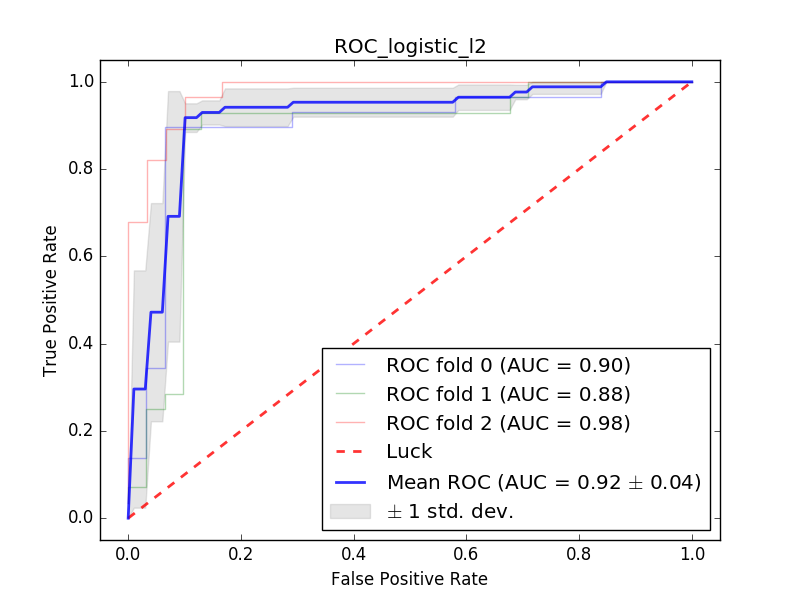 ROC_logistic_l2
1.0
0.8
0.6
0.4
0.2
0.0
True Positive Rate
ROC fold 0 (AUC = 0.90)
ROC fold 1 (AUC = 0.88)
ROC fold 2 (AUC = 0.98)
Luck
Mean ROC (AUC = 0.92 ± 0.04)
± 1 std. dev.
0.0 0.2 0.4 0.6 0.8 1.0
False Positive Rate